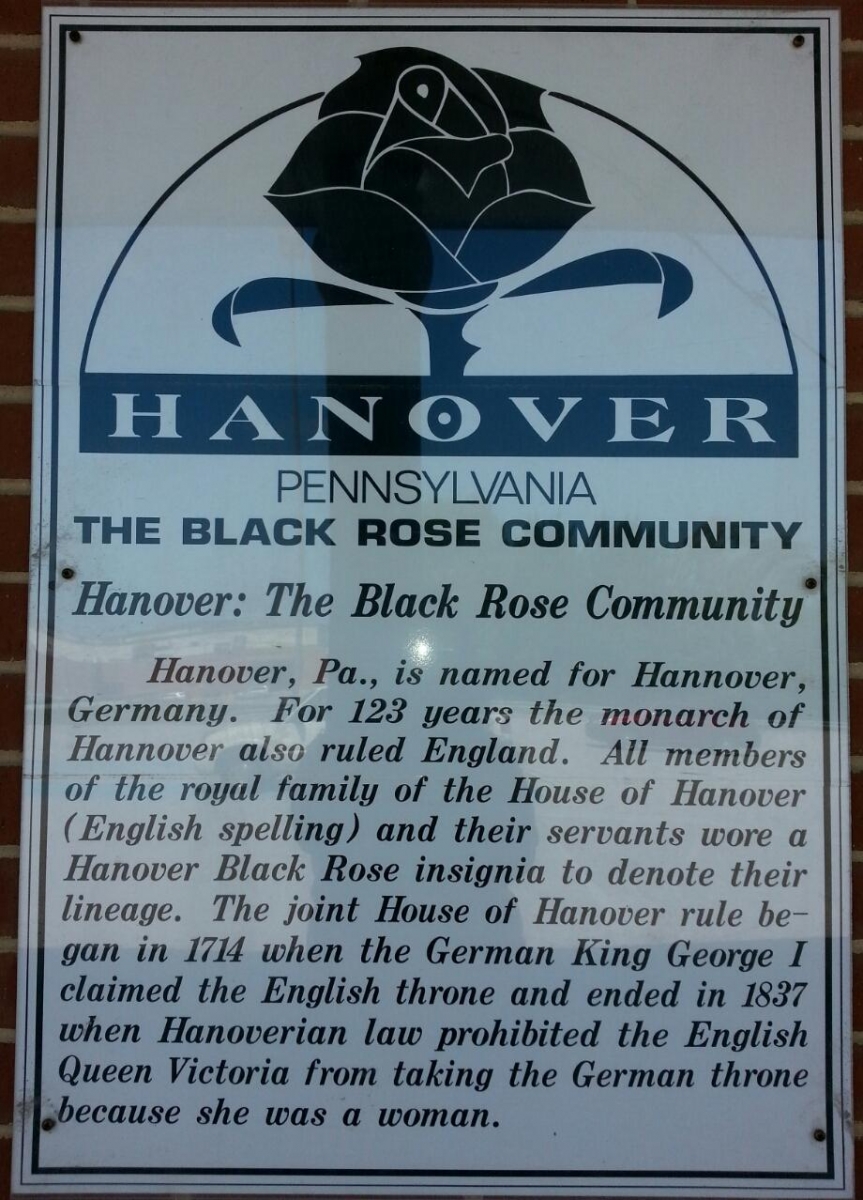 HANOVER
PENNSYLVANIA
THE BLACK ROSE COMMUNITY
Hanover: The Black Rose Community
Hanover, Pa., is named for Hannover,
Germany. For 123 years the monarch of
Hannover also ruled England. All members
of the royal family of the House of Hanover
(English spelling) and their servants wore a
Hanover Black Rose insignia to denote their
lineage. The joint House of Hanover rule be-
gan in 1714 when the German King George I
claimed the English throne and ended in 1837
when Hanoverian law prohibited the English
Queen Victoria from taking the German throne
because she was a woman.